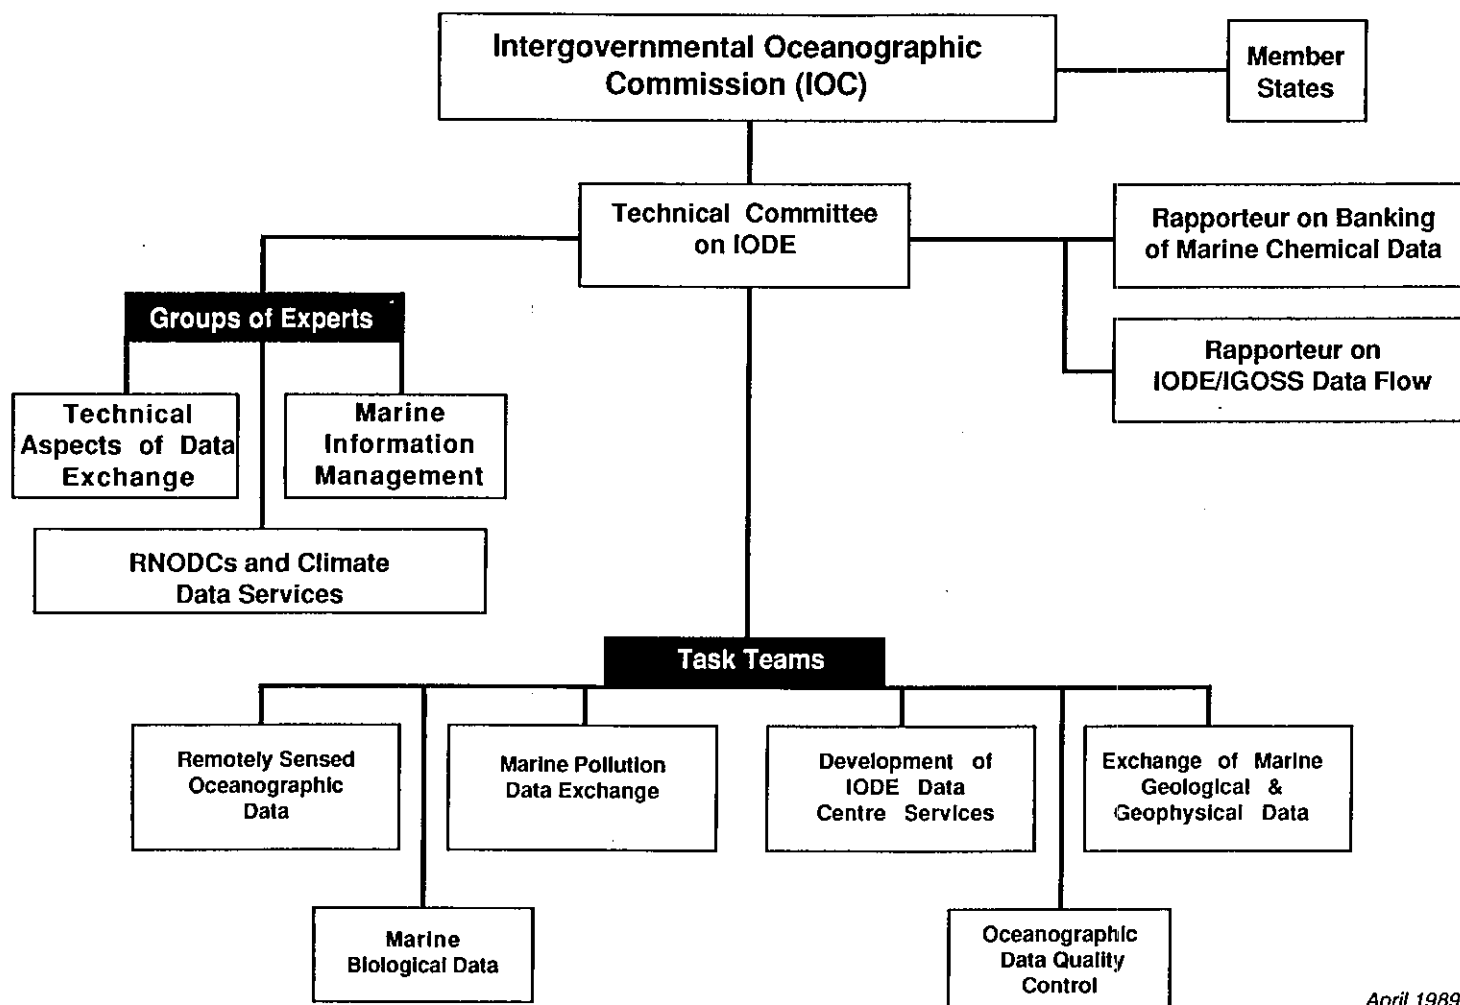 Intergovernmental Oceanographic
Commission (IOC)
Member
States
Technical Committee
on IODE
Rapporteur on Banking
of Marine Chemical Data
Rapporteur on
IODE/IGOSS Data Flow
Groups of Experts
Technical
Aspects of Data
Exchange
Marine
Information
Management
RNODCs and Climate
Data Services
Task Teams
Remotely Sensed
Oceanographic
Data
Marine Pollution
Data Exchange
Development of
IODE Data
Centre Services
Exchange of Marine
Geological &
Geophysical Data
Marine
Biological Data
Oceanographic
Data Quality
Control
April 1989